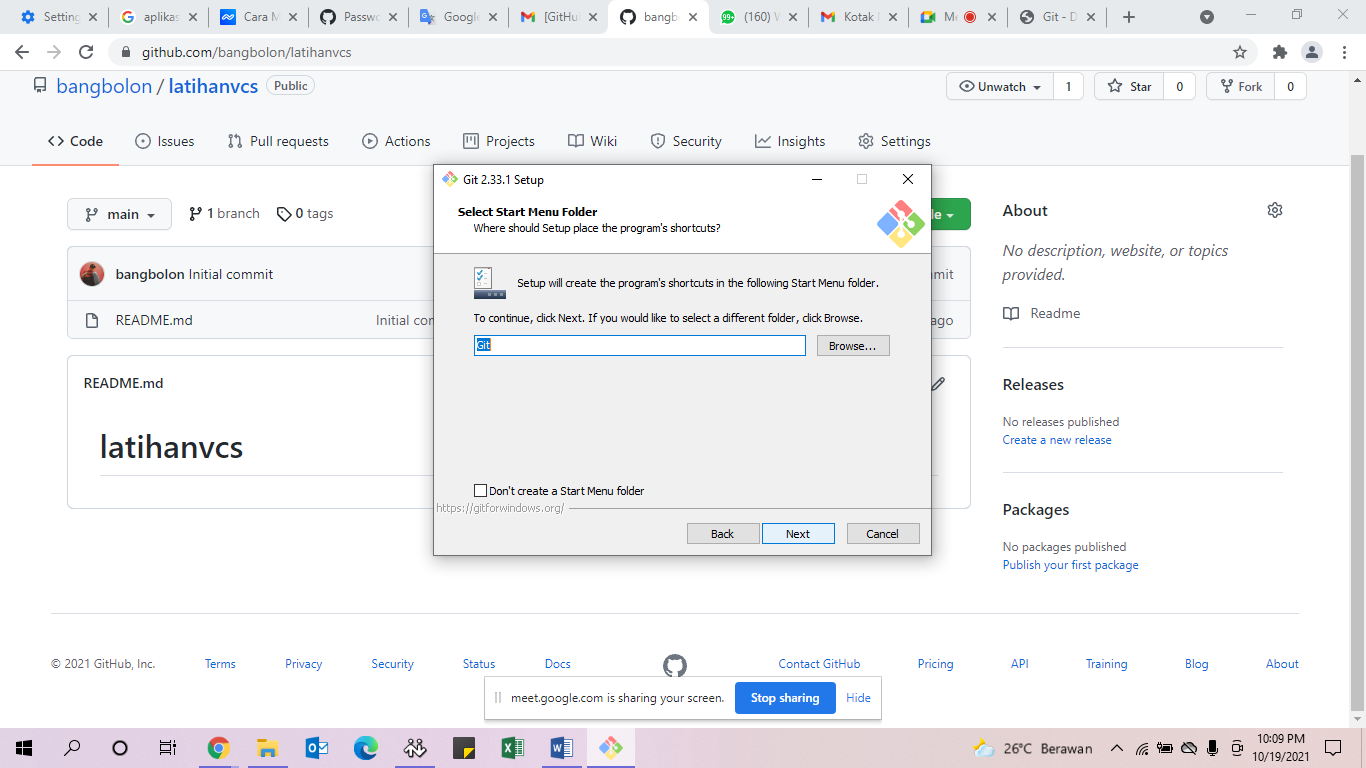 Setting
aplikas
Cara M
Passwo
Google
[GitHub
bangbo
(160) W
Kotak
M
Git - D
github.com/bangbolon/latihanvcs
bangbolon / latihanvcs Public
Unwatch 1 Star 0 Fork 0
Code Issues Pull requests Actions Projects Wiki Security Insights Settings
main 1 branch 0 tags
bangbolon Initial commit
README.md Initial cor
ago
README.md
latihanvcs
About
No description, website, or topics
provided.
Readme
Releases
No releases published
Create a new release
Packages
No packages published
Publish your first package
Git 2.33.1 Setup
Select Start Menu Folder
Where should Setup place the program's shortcuts?
Setup will create the program's shortcuts in the following Start Menu folder.
To continue, click Next. If you would like to select a different folder, click Browse.
Git
Browse...
Don't create a Start Menu folder
https://gitforwindows.org/
Back Next Cancel
© 2021 GitHub, Inc. Terms Privacy Security Status Docs Contact GitHub Pricing API Training Blog About
meet.google.com is sharing your screen. Stop sharing Hide
26°C Berawan
10:09 PM
10/19/2021